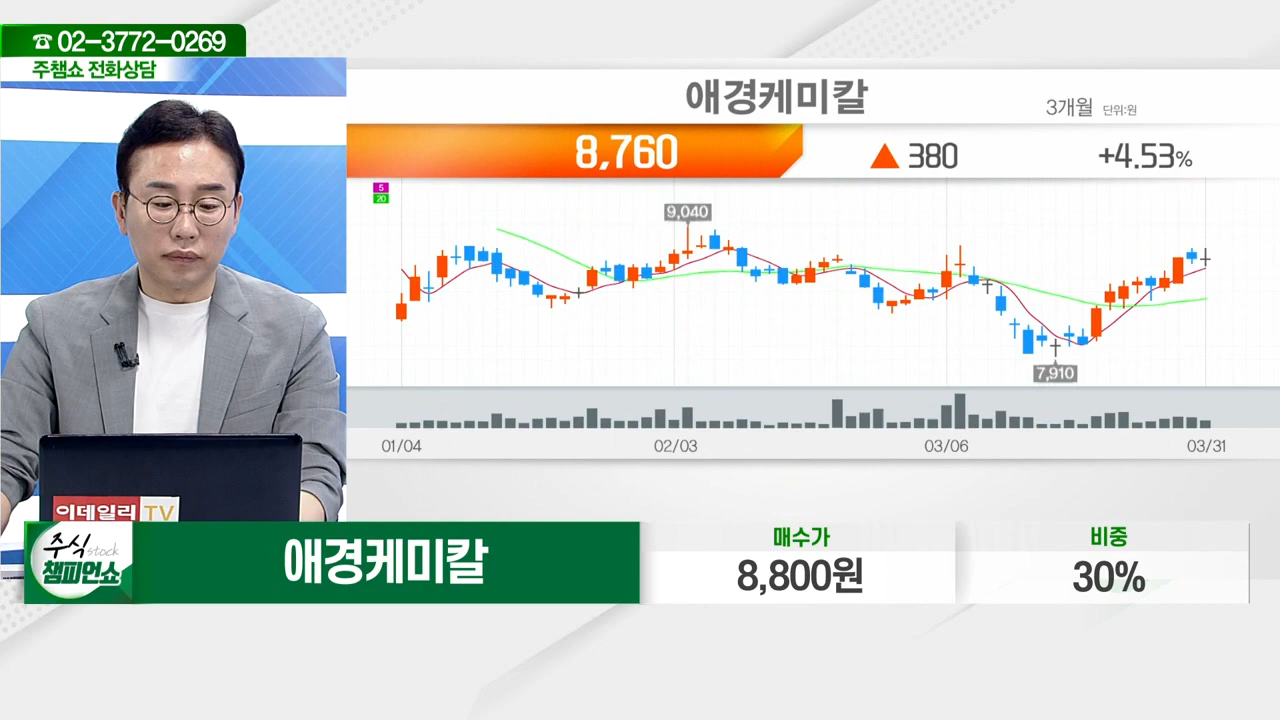 ☎ 02-3772-0269
주챔쇼 전화상담
애경케미칼
3개월 단위:원
8,760
▲ 380
+4.53%
5
20
9,040
7,910
01/04
02/03
03/06
03/31
이데일리 TV
주식 stock
챔피언쇼
애경케미칼
매수가
8,800원
비중
30%